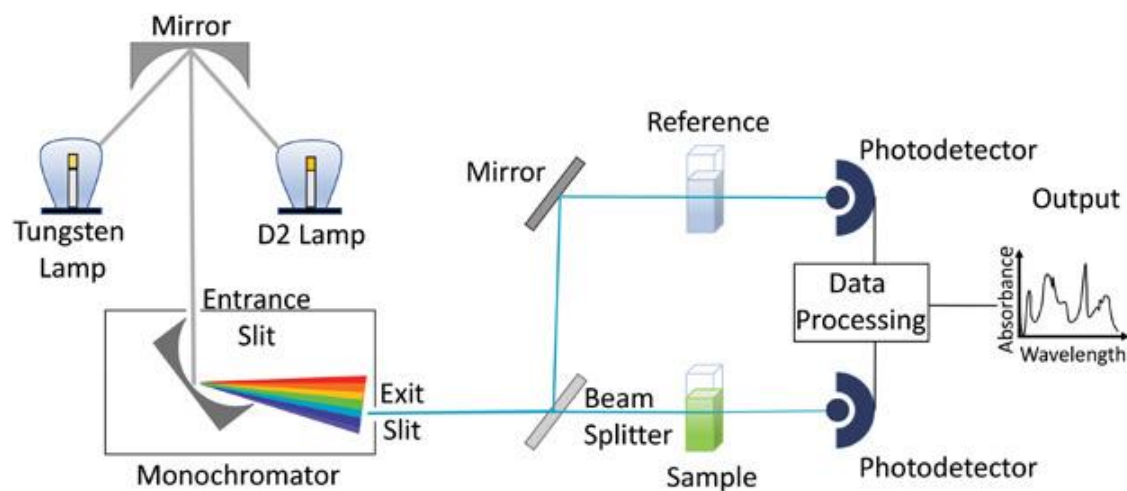 Mirror
Tungsten
Lamp
D2 Lamp
Entrance
Slit
Exit
Slit
Monochromator
Mirror
Reference
Beam
Splitter
Sample
Photodetector
Data
Processing
Photodetector
Output
Absorbance
Wavelength